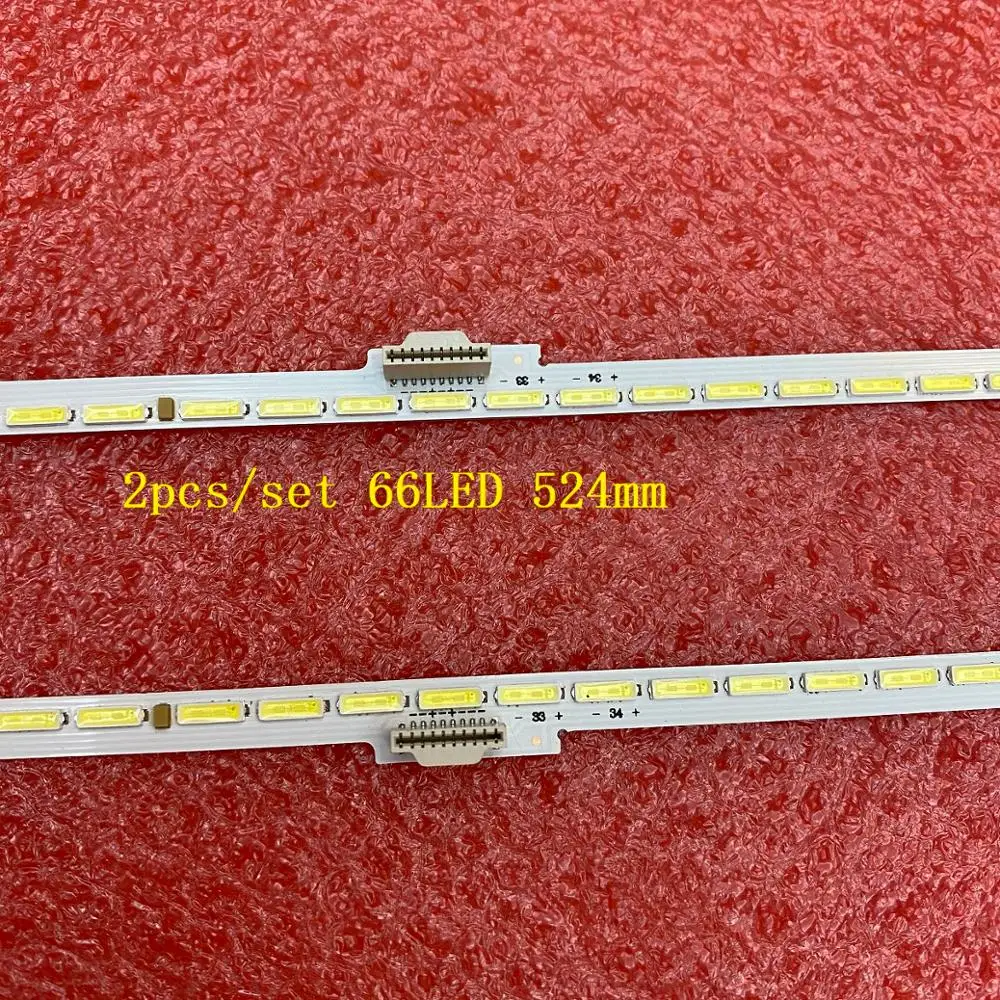 - 33 + - 34 +
2pcs/set 66LED 524mm
- 33 + - 34 +